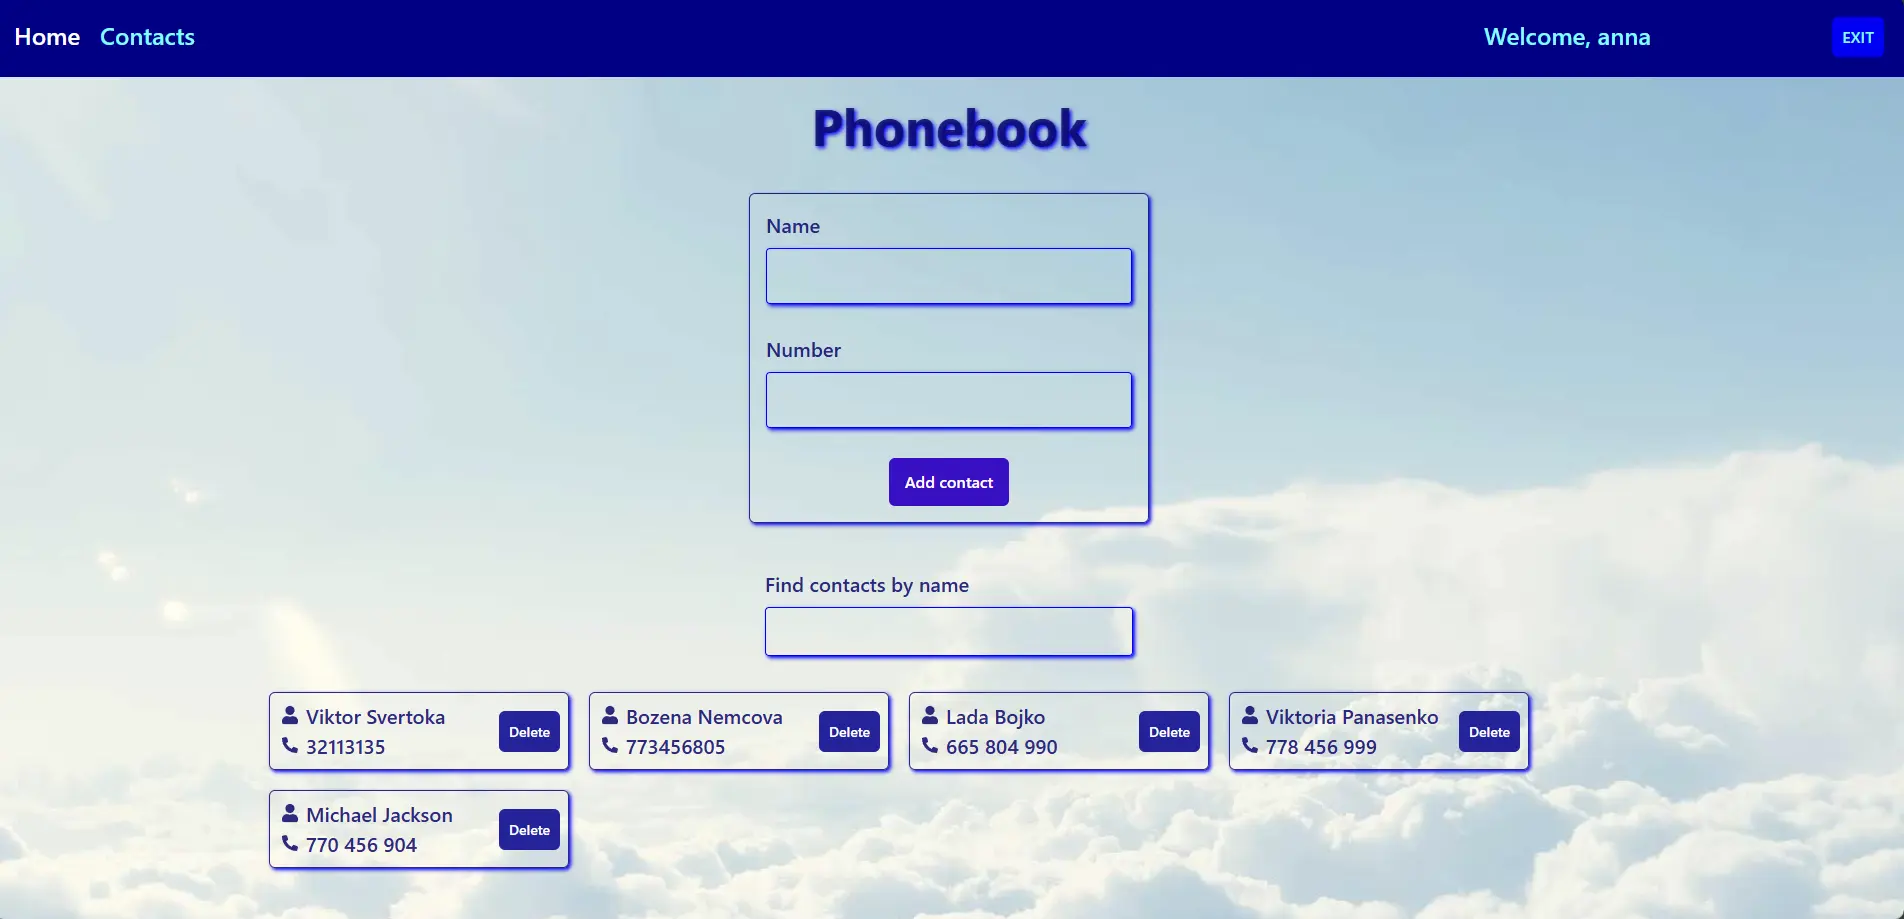 Home Contacts Welcome, anna EXIT
Phonebook
Name
Number
Add contact
Find contacts by name
Viktor Svertoka
32113135
Delete
Bozena Nemcova
773456805
Delete
Lada Bojko
665 804 990
Delete
Viktoria Panasenko
778 456 999
Delete
Michael Jackson
770 456 904
Delete